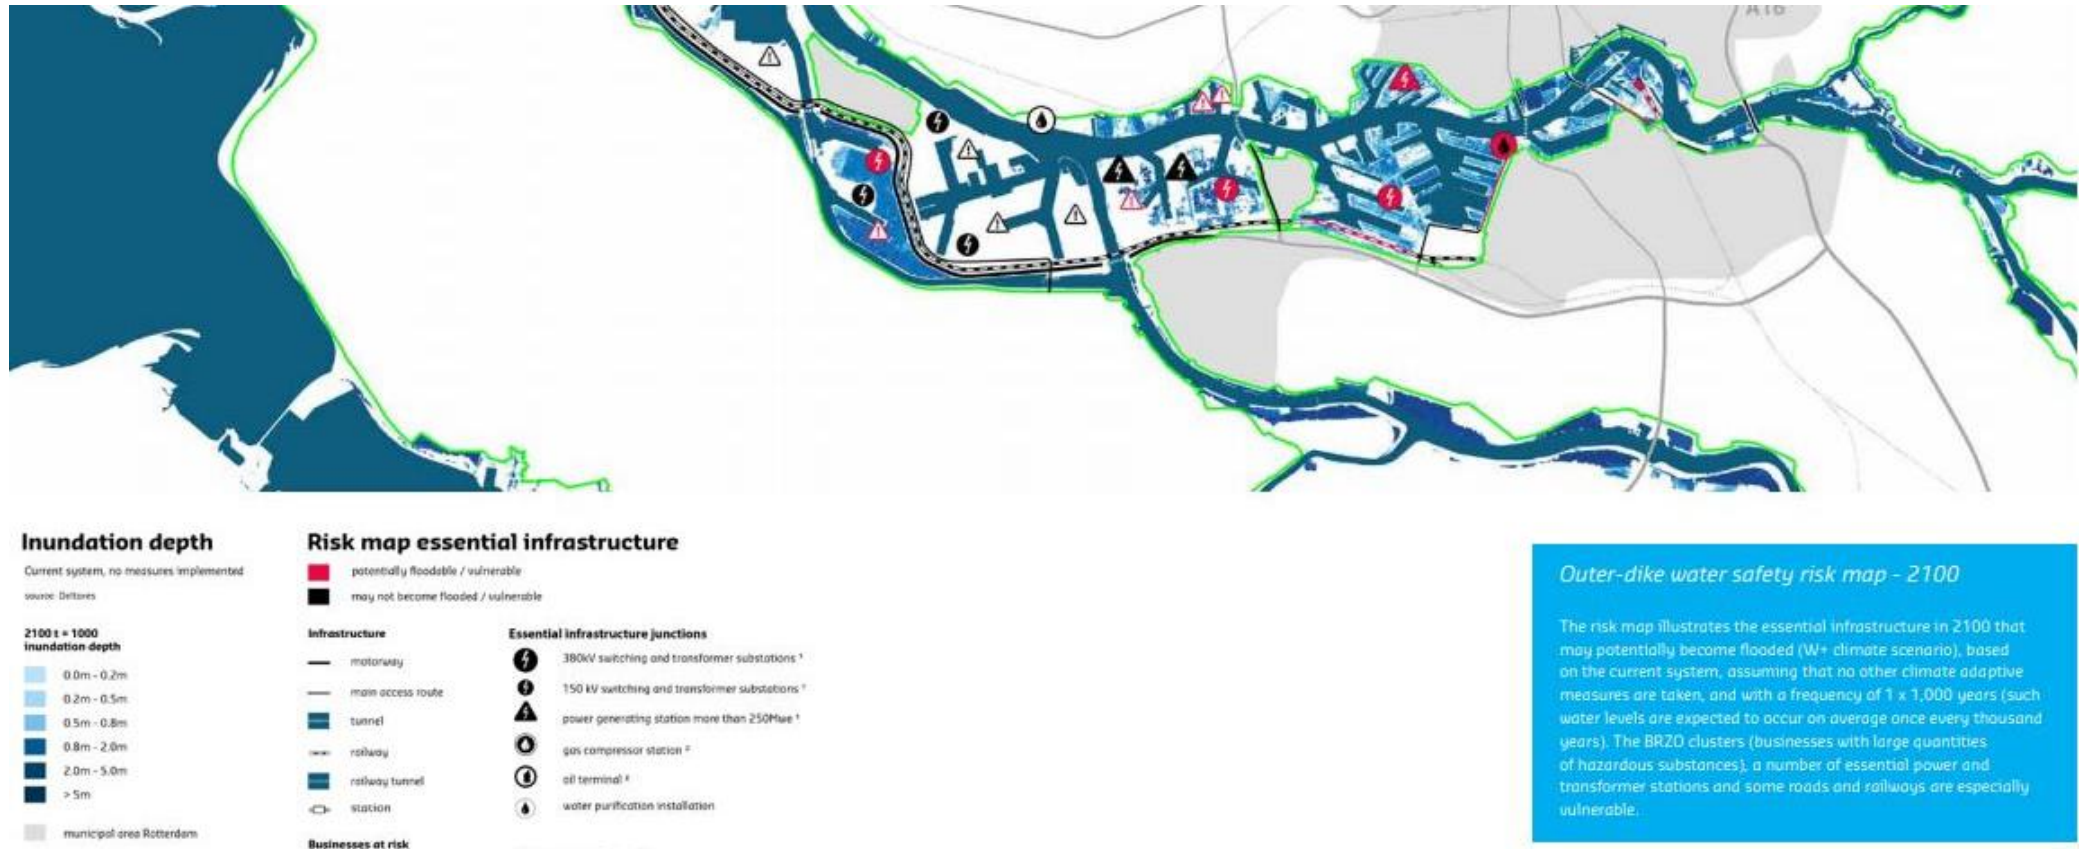 A16
Inundation depth
Current system, no measures implemented
source: Deltares
2100 t = 1000
inundation depth
0.0m - 0.2m
0.2m - 0.5m
0.5m - 0.8m
0.8m - 2.0m
2.0m - 5.0m
> 5m
municipal area Rotterdam
Risk map essential infrastructure
potentially floodable / vulnerable
may not become flooded / vulnerable
Infrastructure
motorway
main access route
tunnel
railway
railway tunnel
station
Businesses at risk
Essential infrastructure junctions
380kV switching and transformer substations ¹
150 kV switching and transformer substations ¹
power generating station more than 250Mwe ¹
gas compressor station ²
oil terminal ²
water purification installation
Outer-dike water safety risk map - 2100
The risk map illustrates the essential infrastructure in 2100 that
may potentially become flooded (W+ climate scenario), based
on the current system, assuming that no other climate adaptive
measures are taken, and with a frequency of 1 x 1,000 years (such
water levels are expected to occur on average once every thousand
years). The BRZO clusters (businesses with large quantities
of hazardous substances), a number of essential power and
transformer stations and some roads and railways are especially
vulnerable.